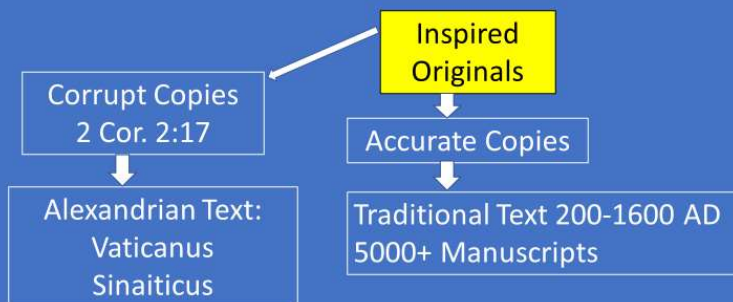 Inspired
Originals
Corrupt Copies
2 Cor. 2:17
Accurate Copies
Alexandrian Text:
Vaticanus
Sinaiticus
Traditional Text 200-1600 AD
5000+ Manuscripts